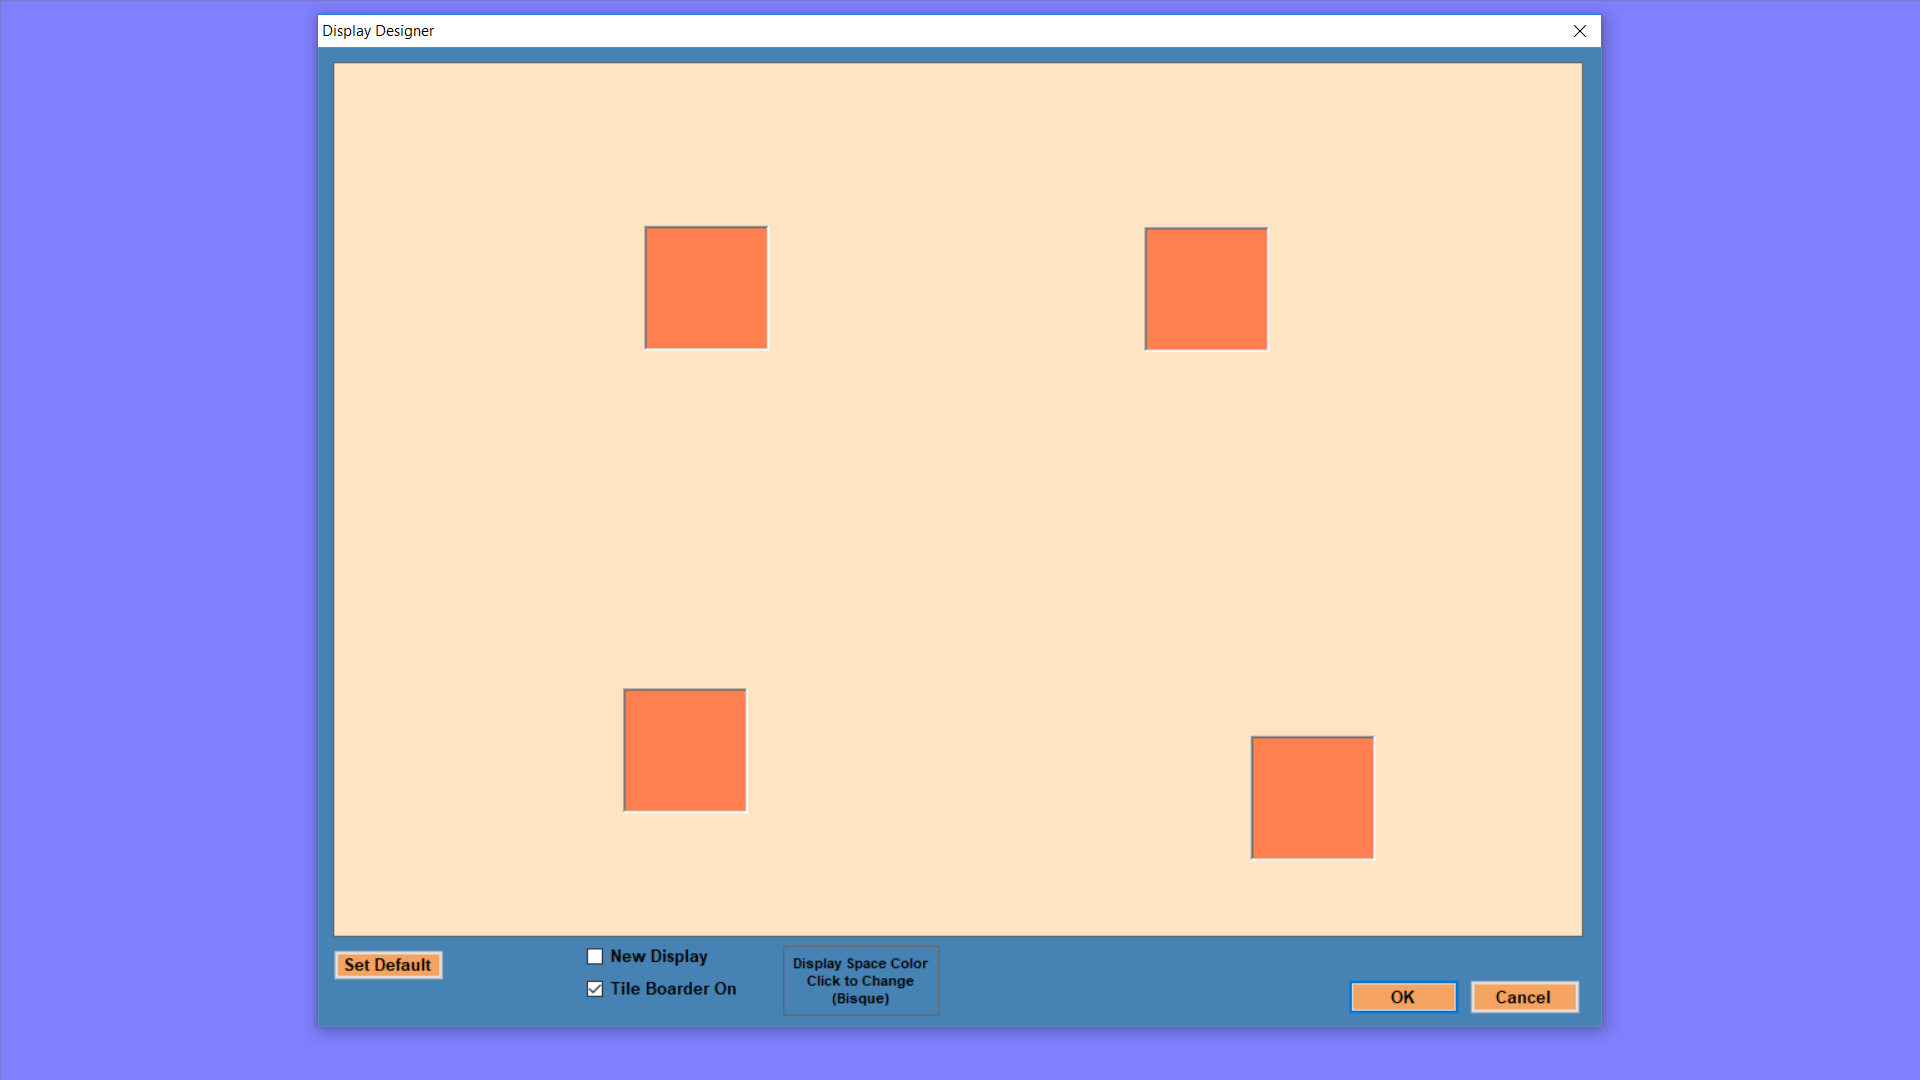 Display Designer
Set Default
New Display
Tile Boarder On
Display Space Color
Click to Change
(Bisque)
OK
Cancel